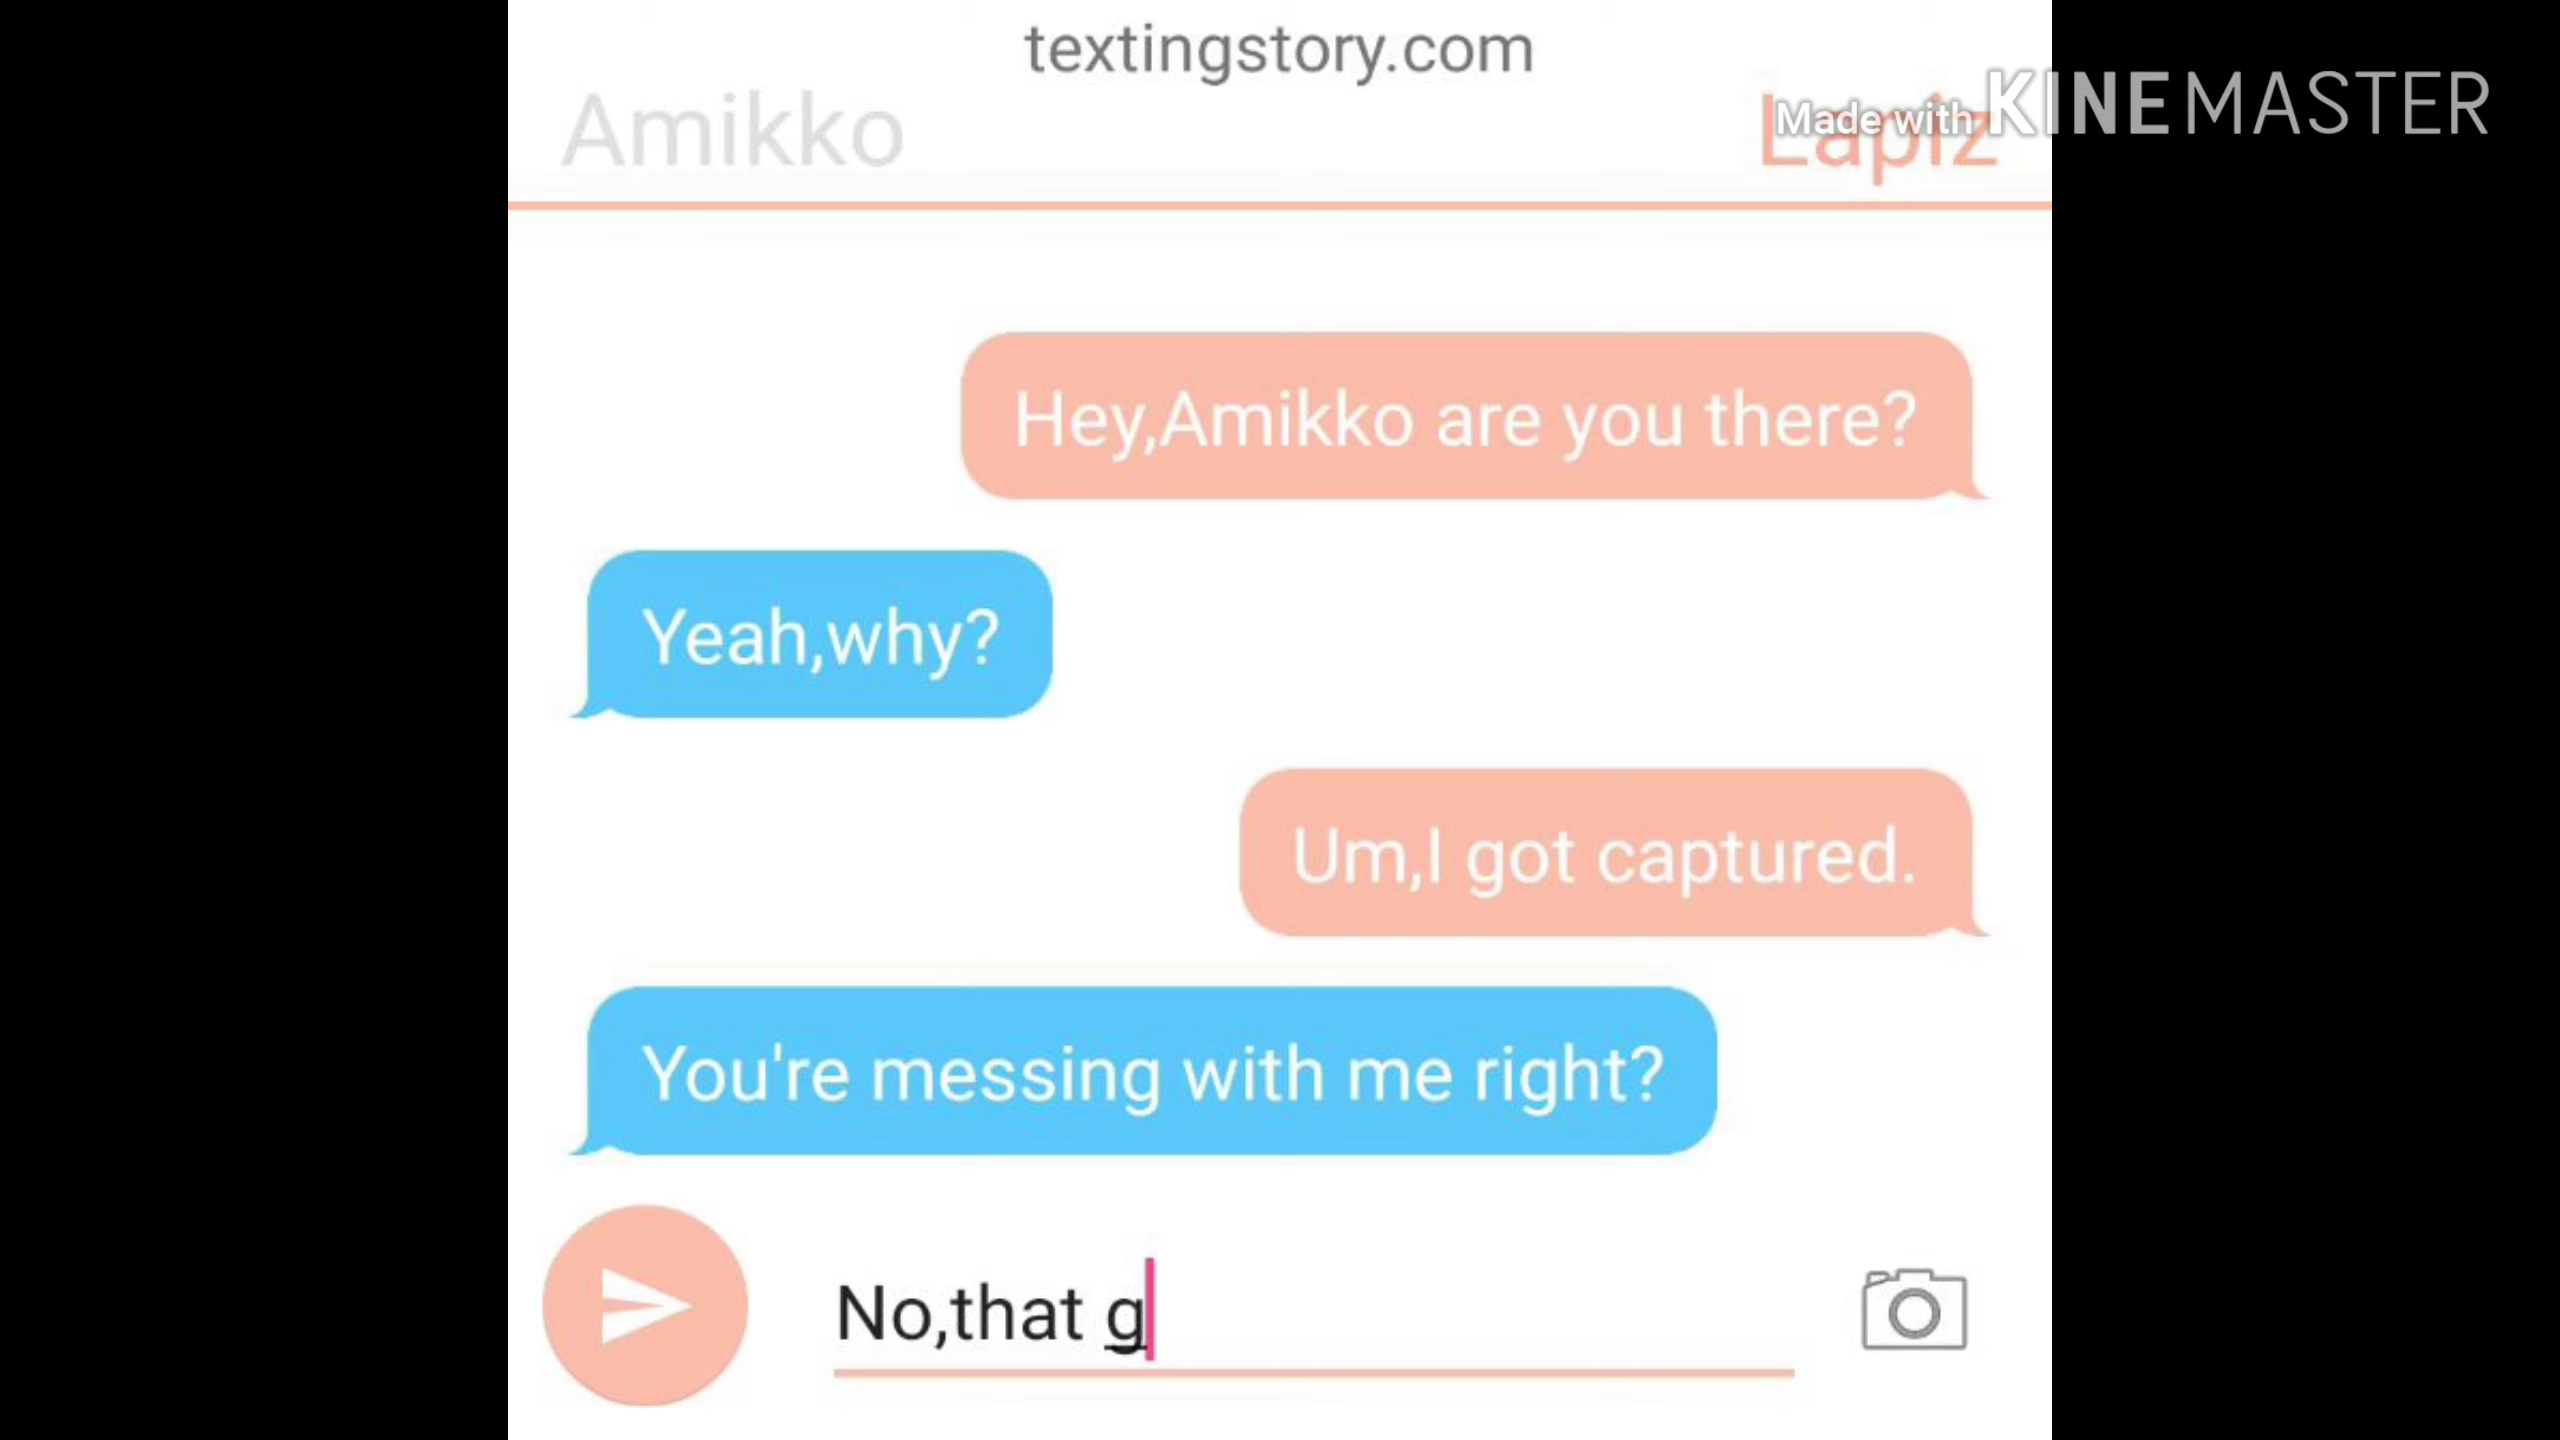 textingstory.com
Amikko
Lapiz
Made with KINEMASTER
Hey,Amikko are you there?
Yeah,why?
Um,I got captured.
You're messing with me right?
No,that g